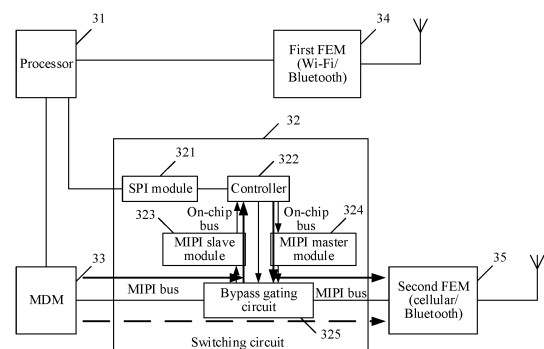 31
Processor
34
First FEM
(Wi-Fi/
Bluetooth)
32
321
SPI module
322
Controller
323
On-chip
bus
On-chip
bus
324
MIPI slave
module
MIPI master
module
33
MDM
MIPI bus
Bypass gating
circuit
MIPI bus
325
35
Second FEM
(cellular/
Bluetooth)
Switching circuit